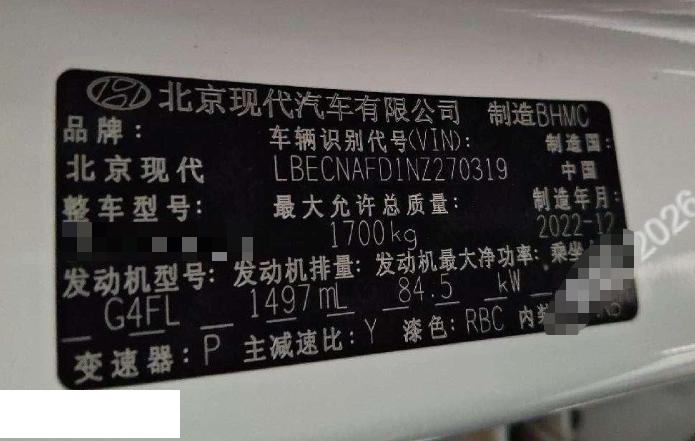 北京现代汽车有限公司 制造BHMC
品牌: 车辆识别代号(VIN): 制造国:
北京现代 LBECNAFD1NZ270319 中国
整车型号: 最大允许总质量: 制造年月:
1700kg 2022-12
发动机型号: 发动机排量: 发动机最大净功率: 乘坐
G4FL 1497mL 84.5 kW
变速器: P 主减速比: Y 漆色: RBC 内
2026